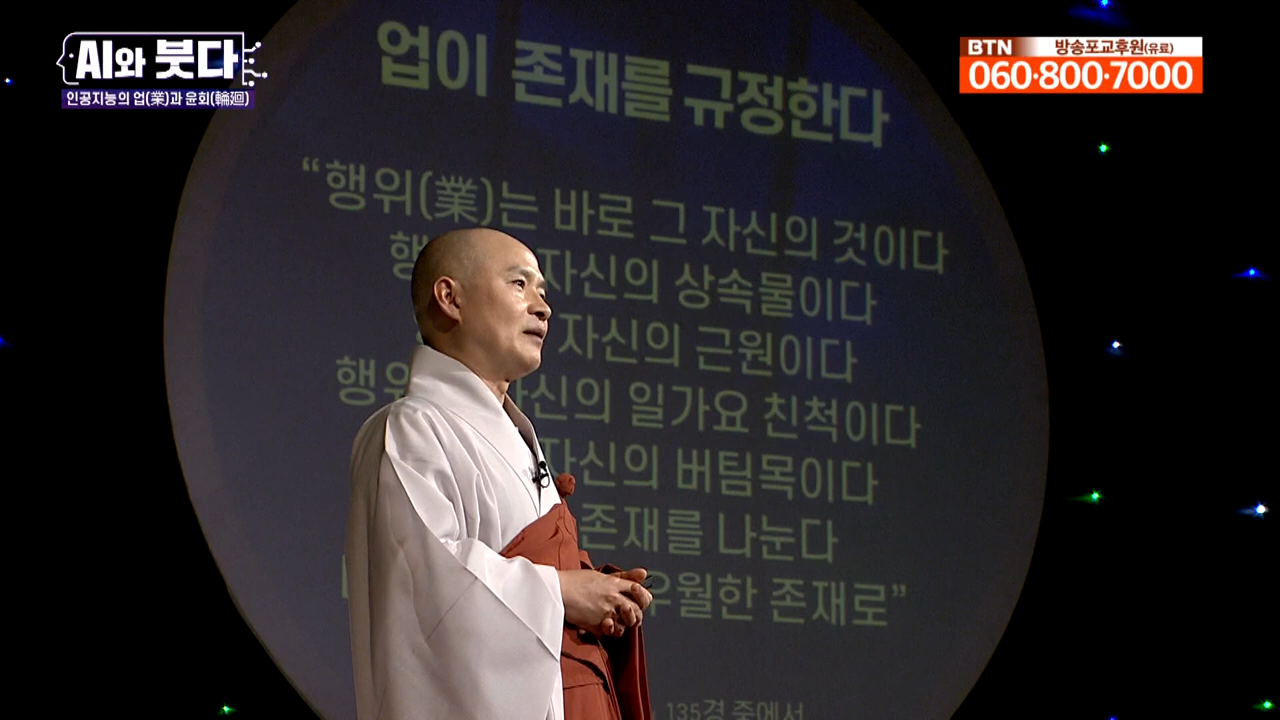 AI와 붓다
인공지능의 업(業)과 윤회(輪廻)
BTN 방송포교후원(유료)
060·800·7000
업이 존재를 규정한다
“행위(業)는 바로 그 자신의 것이다
자신의 상속물이다
자신의 근원이다
자신의 일가요 친척이다
자신의 버팀목이다
존재를 나눈다
우월한 존재로”
135경 중에서